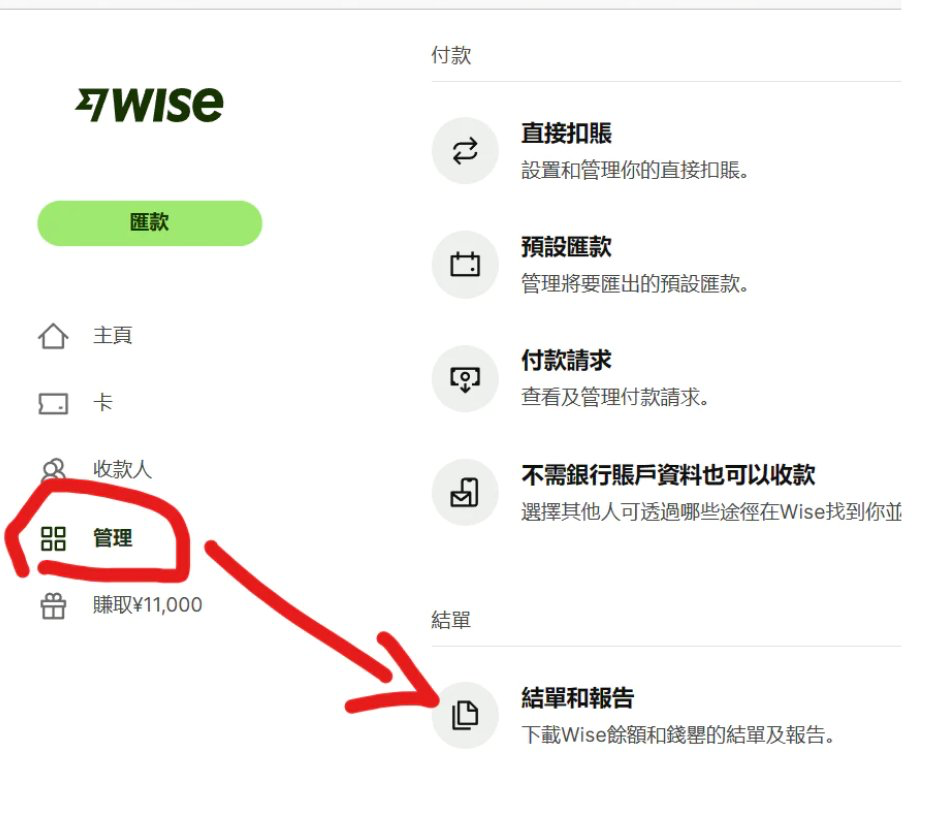 WISE
匯款
主頁
卡
收款人
管理
賺取¥11,000
付款
直接扣賬
設置和管理你的直接扣賬。
預設匯款
管理將要匯出的預設匯款。
付款請求
查看及管理付款請求。
不需銀行賬戶資料也可以收款
選擇其他人可透過哪些途徑在Wise找到你並
結單
結單和報告
下載Wise餘額和錢罌的結單及報告。